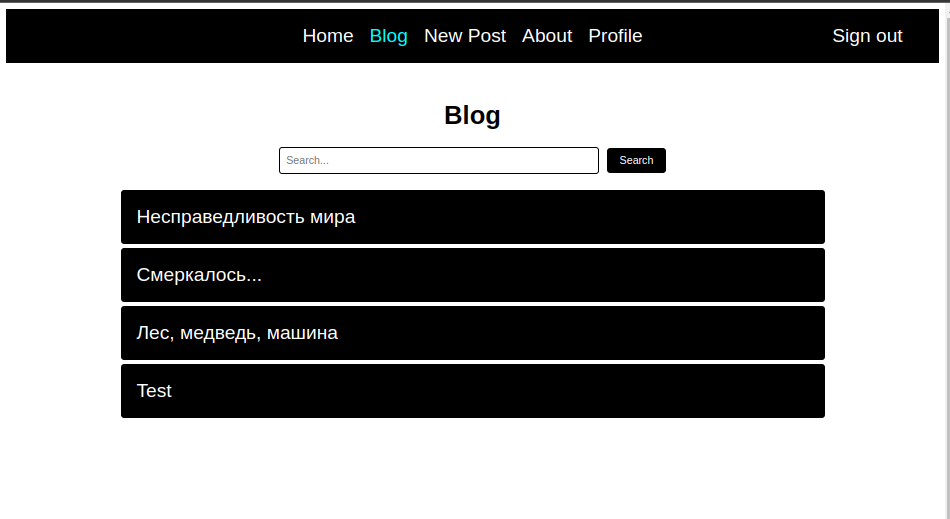 Home Blog New Post About Profile Sign out
Blog
Search... Search
Несправедливость мира
Смеркалось...
Лес, медведь, машина
Test